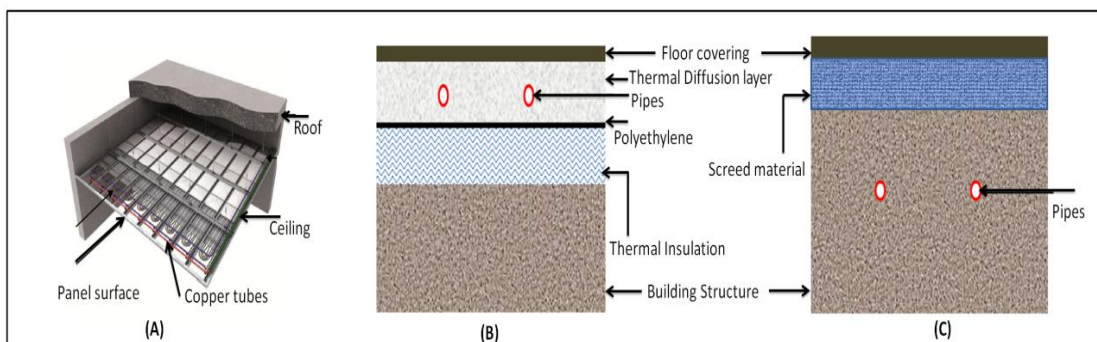 Roof
Ceiling
Panel surface
Copper tubes
(A)
Floor covering
Thermal Diffusion layer
Pipes
Polyethylene
Screed material
Thermal Insulation
Building Structure
(B)
Pipes
(C)